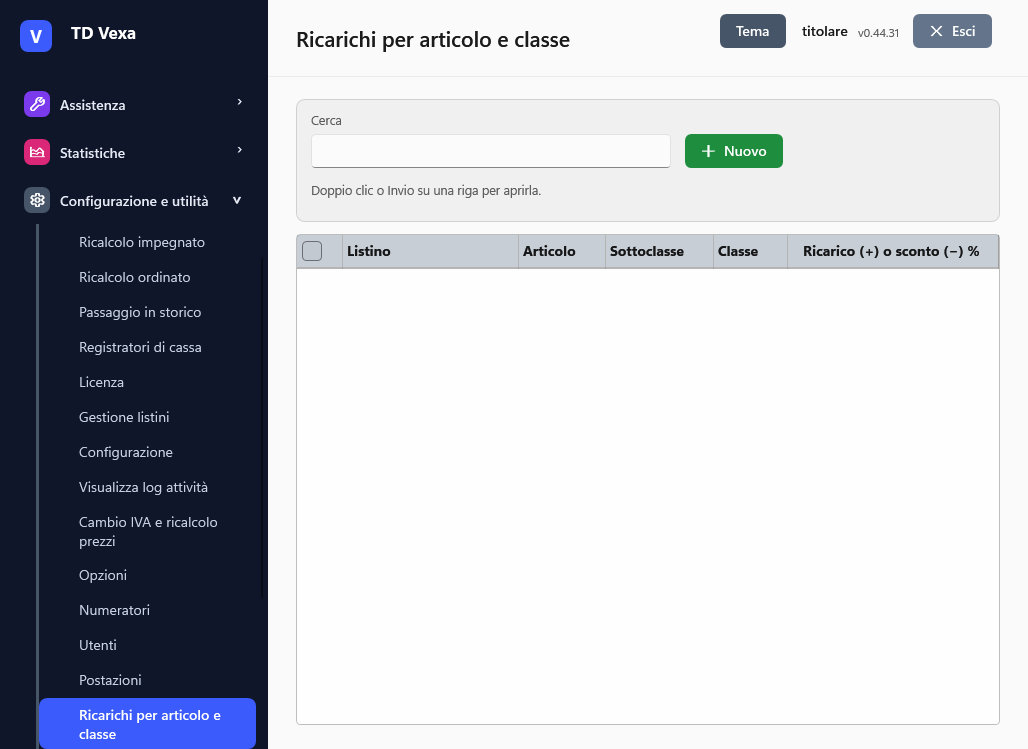 V
TD Vexa
Assistenza
Statistiche
Configurazione e utilità
Ricalcolo impegnato
Ricalcolo ordinato
Passaggio in storico
Registratori di cassa
Licenza
Gestione listini
Configurazione
Visualizza log attività
Cambio IVA e ricalcolo
prezzi
Opzioni
Numeratori
Utenti
Postazioni
Ricarichi per articolo e
classe
Ricarichi per articolo e classe
Tema
titolare
v0.44.31
Esci
Cerca
Nuovo
Doppio clic o Invio su una riga per aprirla.
Listino
Articolo
Sottoclasse
Classe
Ricarico (+) o sconto (−) %